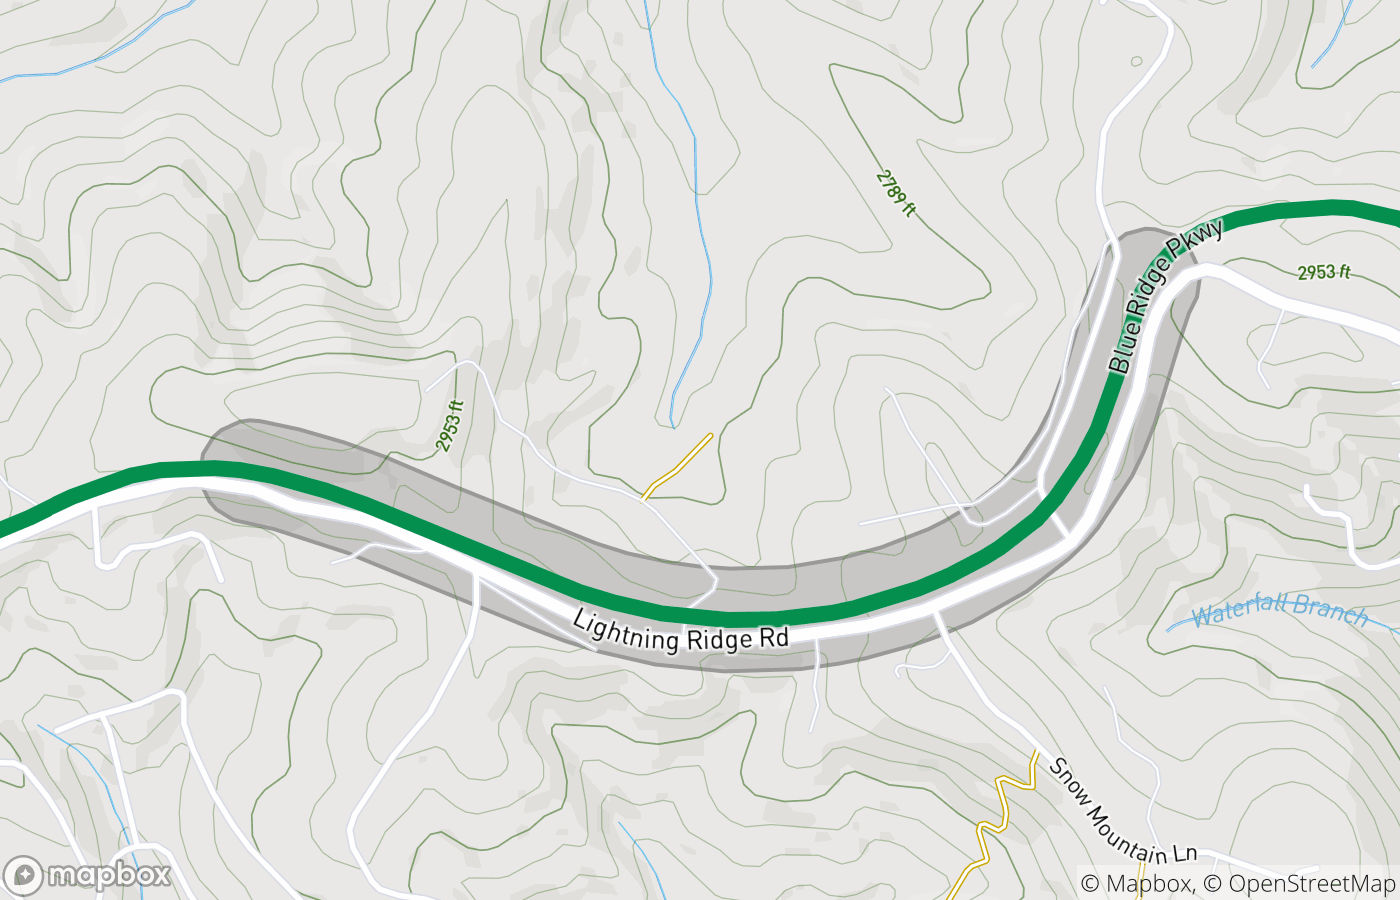 2789 ft
Blue Ridge Pkwy
2953 ft
2953 ft
Waterfall Branch
Lightning Ridge Rd
Snow Mountain Ln
mapbox
© Mapbox, © OpenStreetMap